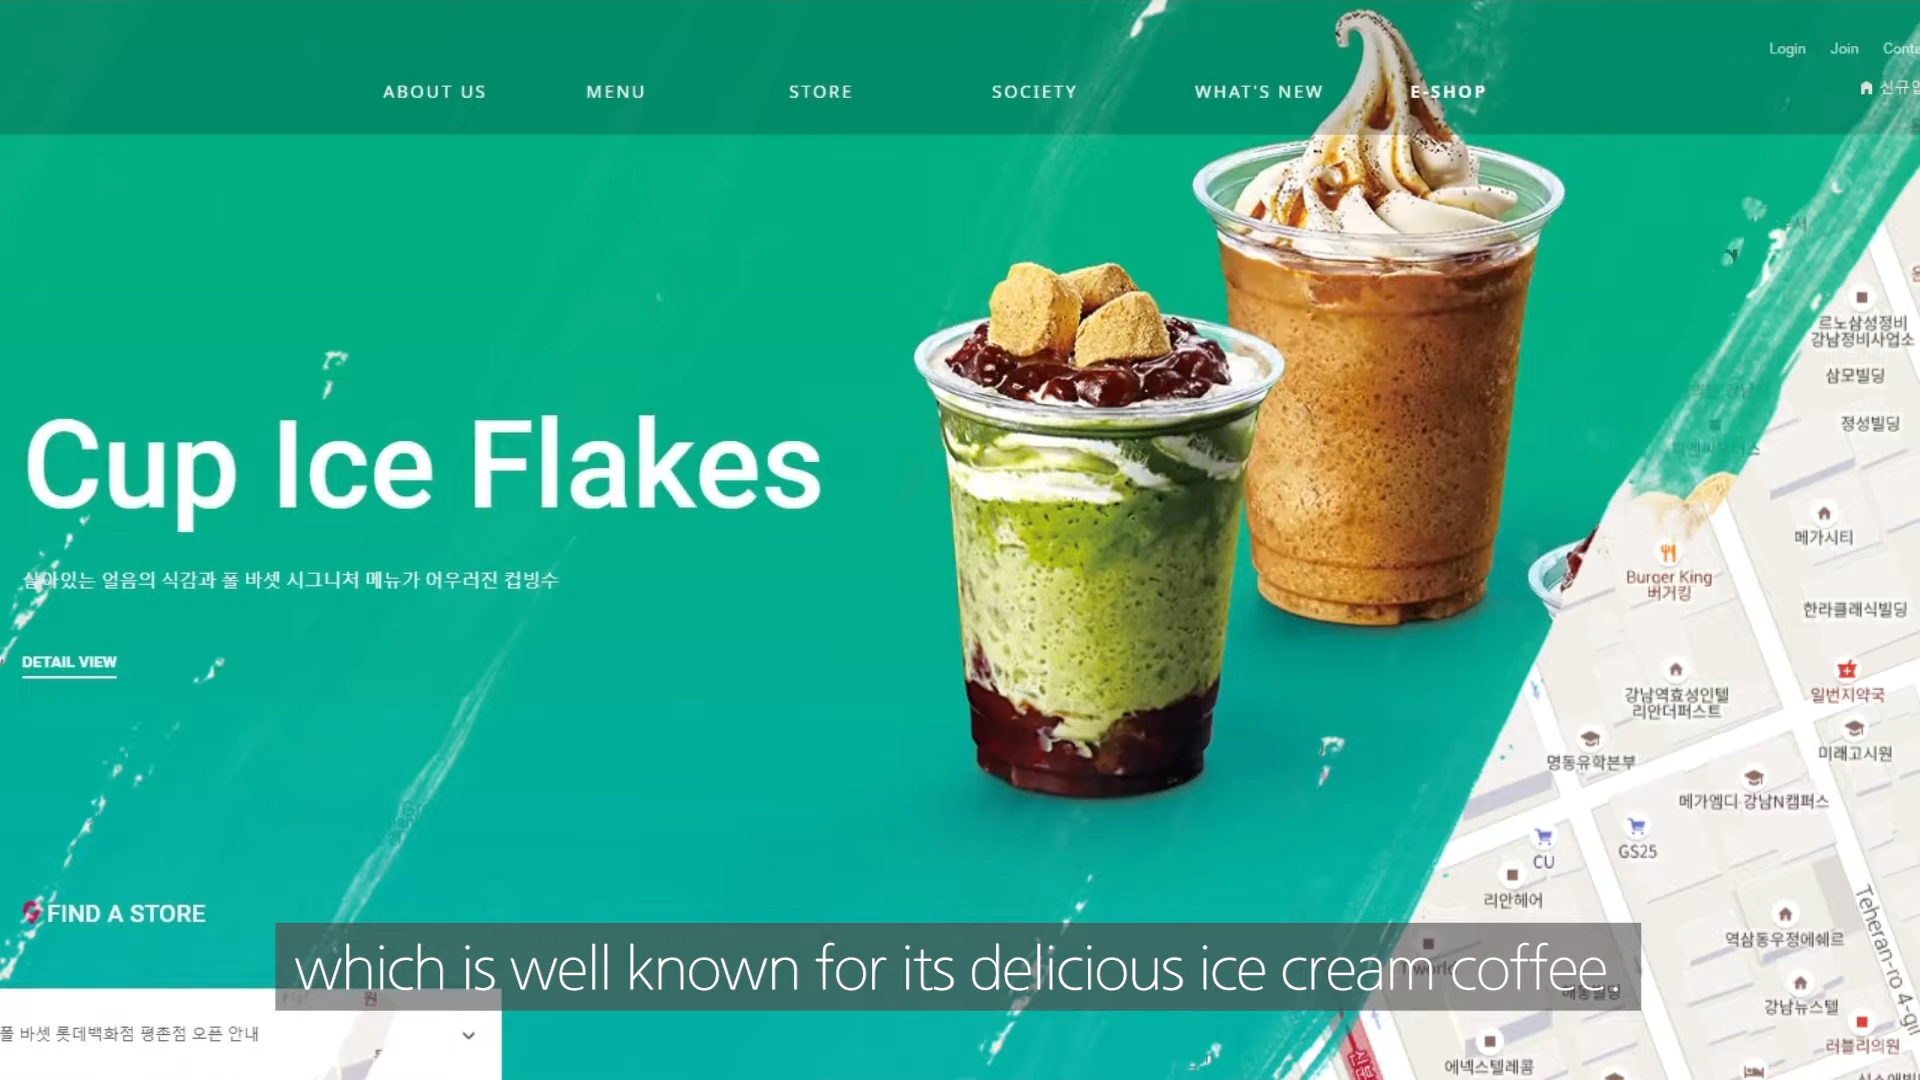 Login Join
ABOUT US MENU STORE SOCIETY WHAT'S NEW E-SHOP
Cup Ice Flakes
살아있는 얼음의 식감과 폴 바셋 시그니처 메뉴가 어우러진 컵빙수
DETAIL VIEW
FIND A STORE
폴 바셋 롯데백화점 평촌점 오픈 안내
르노삼성정비
강남정비사업소
삼모빌딩
정성빌딩
메가시티
Burger King
버거킹
한라클래식빌딩
강남역효성인텔
리안더퍼스트
일번지약국
명동유학본부
미래고시원
메가엠디 강남N캠퍼스
CU
GS25
리안헤어
역삼동우정에쉐르
Teheran-ro 4-gil
강남뉴스텔
러블리의원
에넥스텔레콤
which is well known for its delicious ice cream coffee